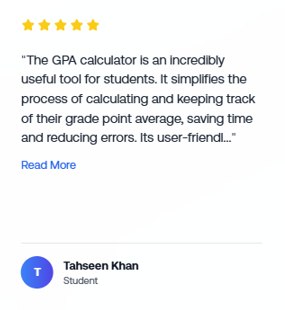 "The GPA calculator is an incredibly
useful tool for students. It simplifies the
process of calculating and keeping track
of their grade point average, saving time
and reducing errors. Its user-friendl..."
Read More
T
Tahseen Khan
Student